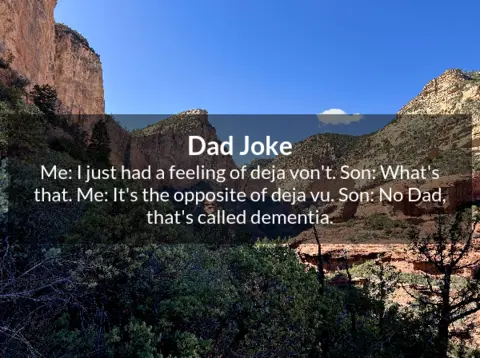 Dad Joke
Me: I just had a feeling of deja von't. Son: What's
that. Me: It's the opposite of deja vu. Son: No Dad,
that's called dementia.